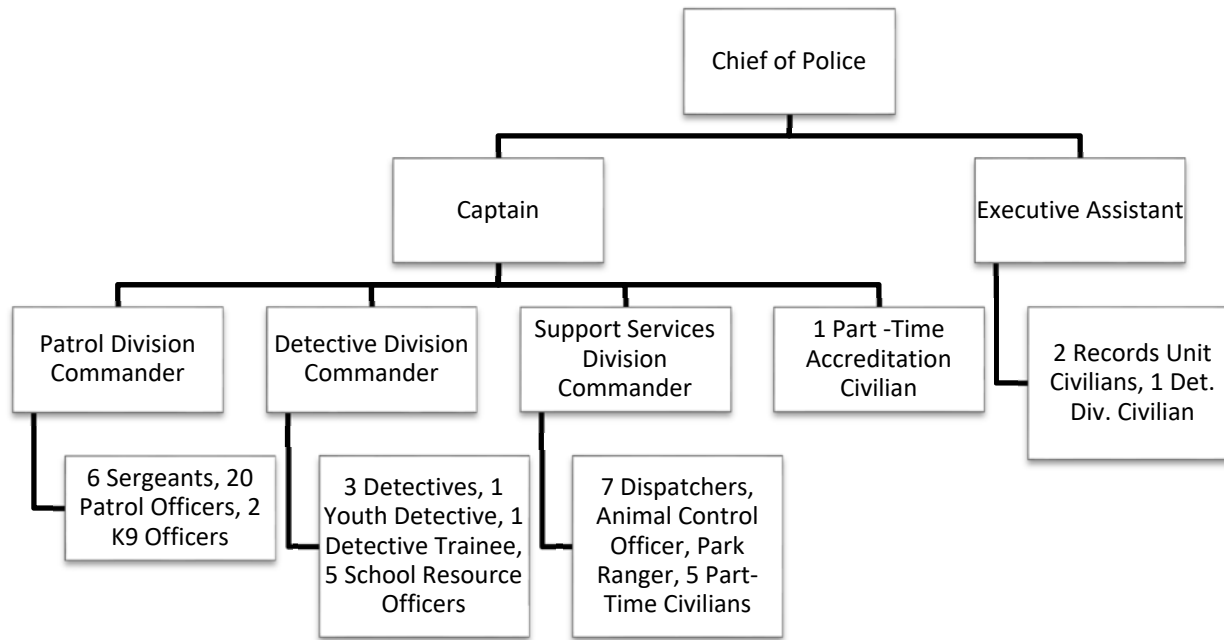 Chief of Police
Captain
Executive Assistant
Patrol Division
Commander
Detective Division
Commander
Support Services
Division
Commander
1 Part -Time
Accreditation
Civilian
2 Records Unit
Civilians, 1 Det.
Div. Civilian
6 Sergeants, 20
Patrol Officers, 2
K9 Officers
3 Detectives, 1
Youth Detective, 1
Detective Trainee,
5 School Resource
Officers
7 Dispatchers,
Animal Control
Officer, Park
Ranger, 5 Part-
Time Civilians